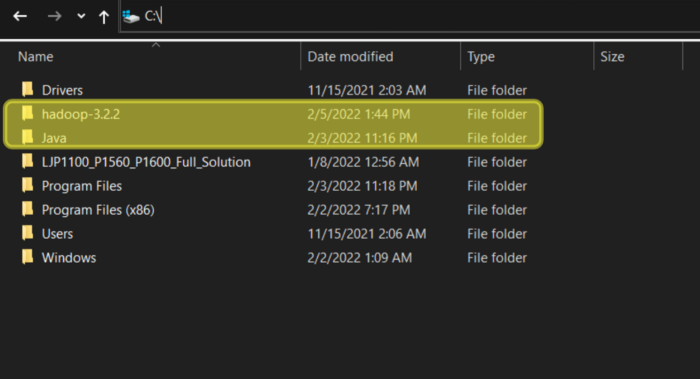 C:\
Name Date modified Type Size
Drivers 11/15/2021 2:03 AM File folder
hadoop-3.2.2 2/5/2022 1:44 PM File folder
Java 2/3/2022 11:16 PM File folder
LJP1100_P1560_P1600_Full_Solution 1/8/2022 12:56 AM File folder
Program Files 2/3/2022 11:18 PM File folder
Program Files (x86) 2/2/2022 7:17 PM File folder
Users 11/15/2021 2:06 AM File folder
Windows 2/2/2022 1:09 AM File folder